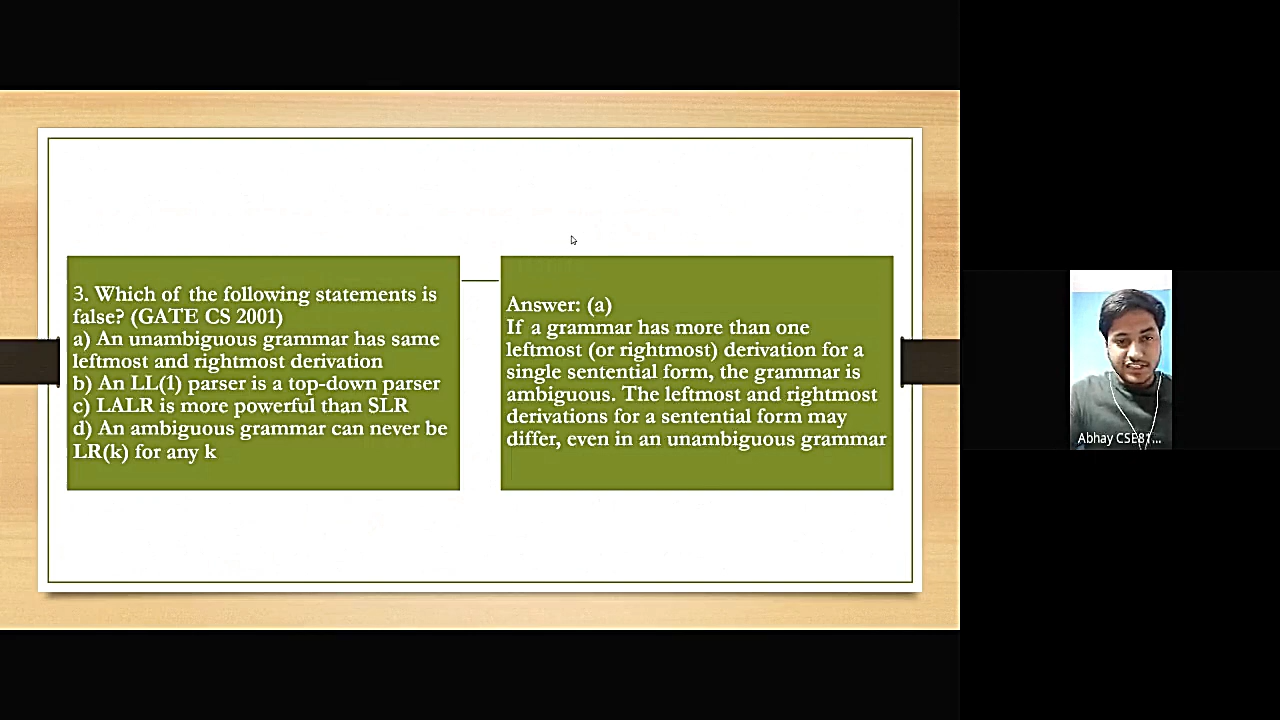 3. Which of the following statements is
false? (GATE CS 2001)
a) An unambiguous grammar has same
leftmost and rightmost derivation
b) An LL(1) parser is a top-down parser
c) LALR is more powerful than SLR
d) An ambiguous grammar can never be
LR(k) for any k
Answer: (a)
If a grammar has more than one
leftmost (or rightmost) derivation for a
single sentential form, the grammar is
ambiguous. The leftmost and rightmost
derivations for a sentential form may
differ, even in an unambiguous grammar
Abhay CSE81...